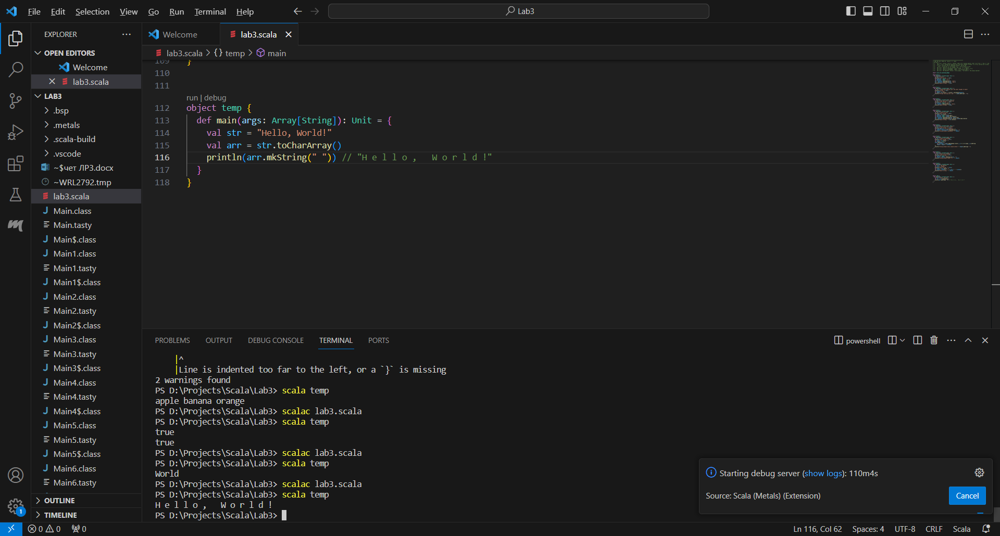 File Edit Selection View Go Run Terminal Help
Lab3
EXPLORER
OPEN EDITORS
Welcome
lab3.scala
LAB3
.bsp
.metals
.scala-build
.vscode
~$чет ЛР3.docx
~WRL2792.tmp
lab3.scala
Main.class
Main.tasty
Main$.class
Main1.class
Main1.tasty
Main1$.class
Main2.class
Main2.tasty
Main2$.class
Main3.class
Main3.tasty
Main3$.class
Main4.class
Main4.tasty
Main4$.class
Main5.class
Main5.tasty
Main5$.class
Main6.class
Main6.tasty
OUTLINE
TIMELINE
Welcome
lab3.scala
lab3.scala > {} temp > main
109 }
110
111
run | debug
112 object temp {
113 def main(args: Array[String]): Unit = {
114 val str = "Hello, World!"
115 val arr = str.toCharArray()
116 println(arr.mkString(" ")) // "H e l l o ,   W o r l d !"
117 }
118 }
PROBLEMS OUTPUT DEBUG CONSOLE TERMINAL PORTS
powershell
|^
|Line is indented too far to the left, or a `}` is missing
2 warnings found
PS D:\Projects\Scala\Lab3> scala temp
apple banana orange
PS D:\Projects\Scala\Lab3> scalac lab3.scala
PS D:\Projects\Scala\Lab3> scala temp
true
true
PS D:\Projects\Scala\Lab3> scalac lab3.scala
PS D:\Projects\Scala\Lab3> scala temp
World
PS D:\Projects\Scala\Lab3> scalac lab3.scala
PS D:\Projects\Scala\Lab3> scala temp
H e l l o ,   W o r l d !
PS D:\Projects\Scala\Lab3>
Starting debug server (show logs): 110m4s
Source: Scala (Metals) (Extension)
Cancel
1
0 0 0
Ln 116, Col 62 Spaces: 4 UTF-8 CRLF Scala